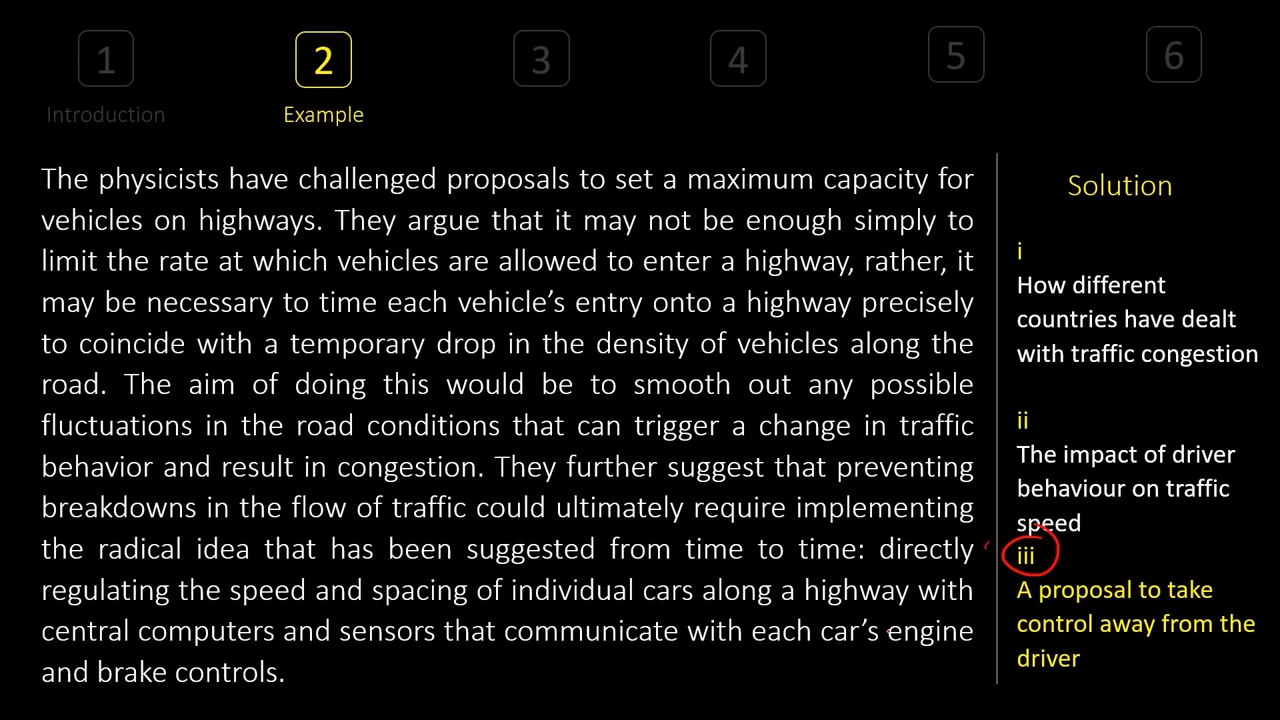 1
2
3
4
5
6
Introduction
Example
The physicists have challenged proposals to set a maximum capacity for
vehicles on highways. They argue that it may not be enough simply to
limit the rate at which vehicles are allowed to enter a highway, rather, it
may be necessary to time each vehicle’s entry onto a highway precisely
to coincide with a temporary drop in the density of vehicles along the
road. The aim of doing this would be to smooth out any possible
fluctuations in the road conditions that can trigger a change in traffic
behavior and result in congestion. They further suggest that preventing
breakdowns in the flow of traffic could ultimately require implementing
the radical idea that has been suggested from time to time: directly
regulating the speed and spacing of individual cars along a highway with
central computers and sensors that communicate with each car’s engine
and brake controls.
Solution
i
How different
countries have dealt
with traffic congestion
ii
The impact of driver
behaviour on traffic
speed
iii
A proposal to take
control away from the
driver